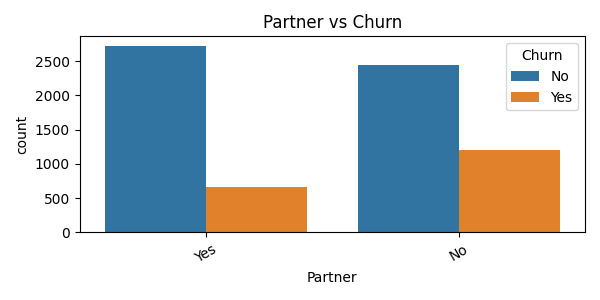 Partner vs Churn
count
2500
2000
1500
1000
500
0
Churn
No
Yes
Yes
No
Partner